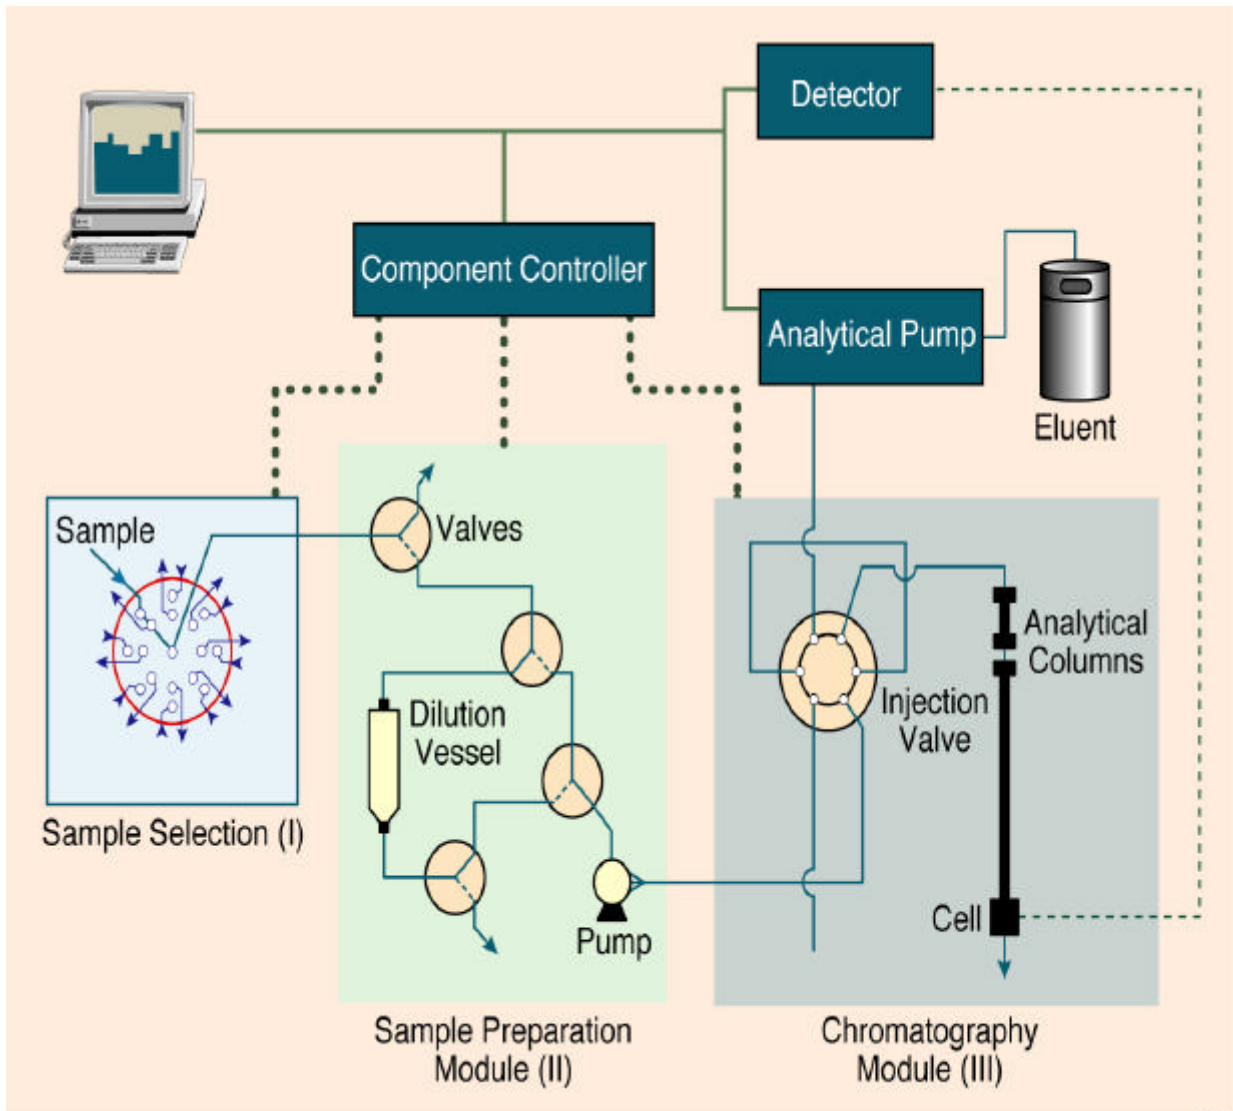 Detector
Component Controller
Analytical Pump
Eluent
Sample
Valves
Dilution
Vessel
Pump
Analytical
Columns
Injection
Valve
Cell
Sample Selection (I)
Sample Preparation
Module (II)
Chromatography
Module (III)